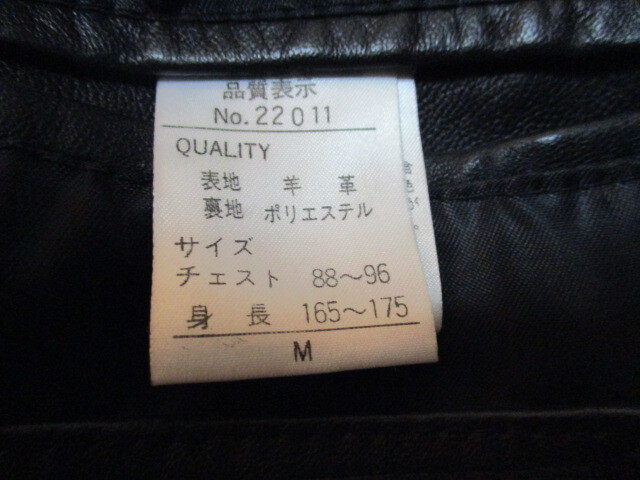 品質表示
No.22011
QUALITY
表地 羊 革
裏地 ポリエステル
サイズ
チェスト 88〜96
身 長 165〜175
M